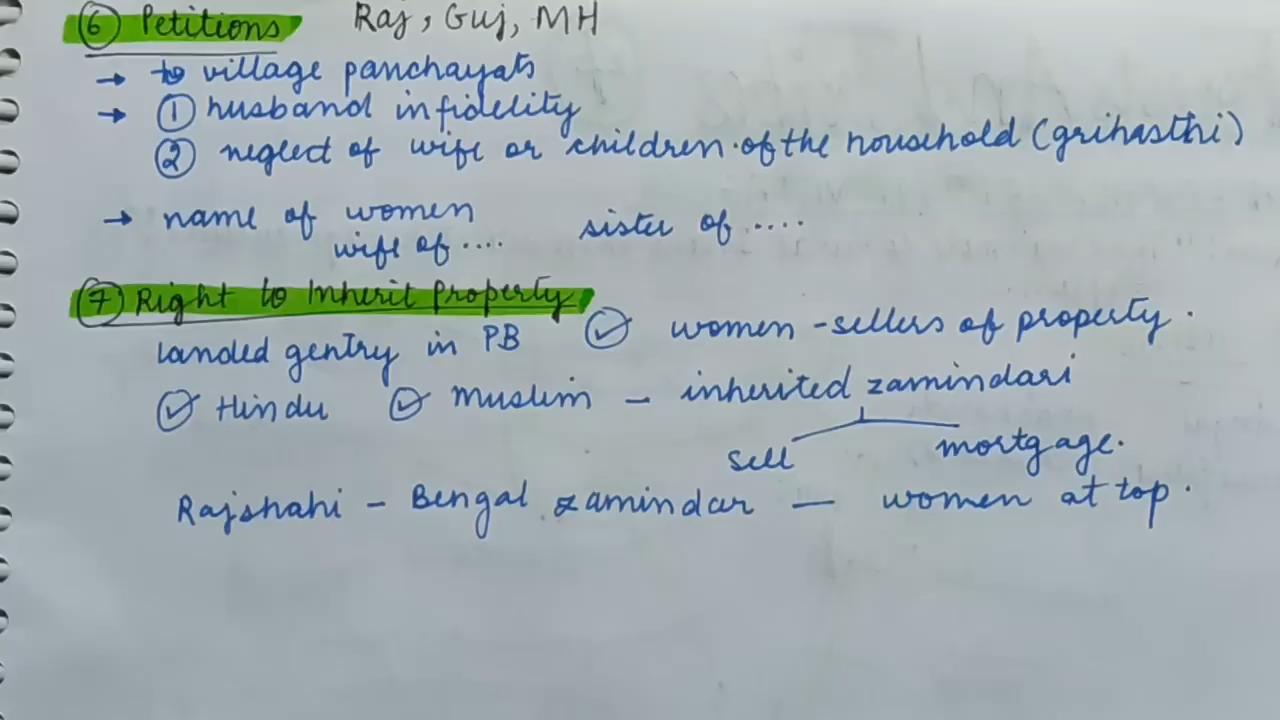 ⑥ Petitions Raj, Guj, MH
→ to village panchayats
→ ① husband infidelity
② neglect of wife or children of the household (grihasthi)
→ name of women
wife of .... sister of ....
⑦ Right to Inherit Property
landed gentry in PB ✓ women - sellers of property.
✓ Hindu ✓ Muslim — inherited zamindari
sell mortgage.
Rajshahi - Bengal zamindar — women at top.